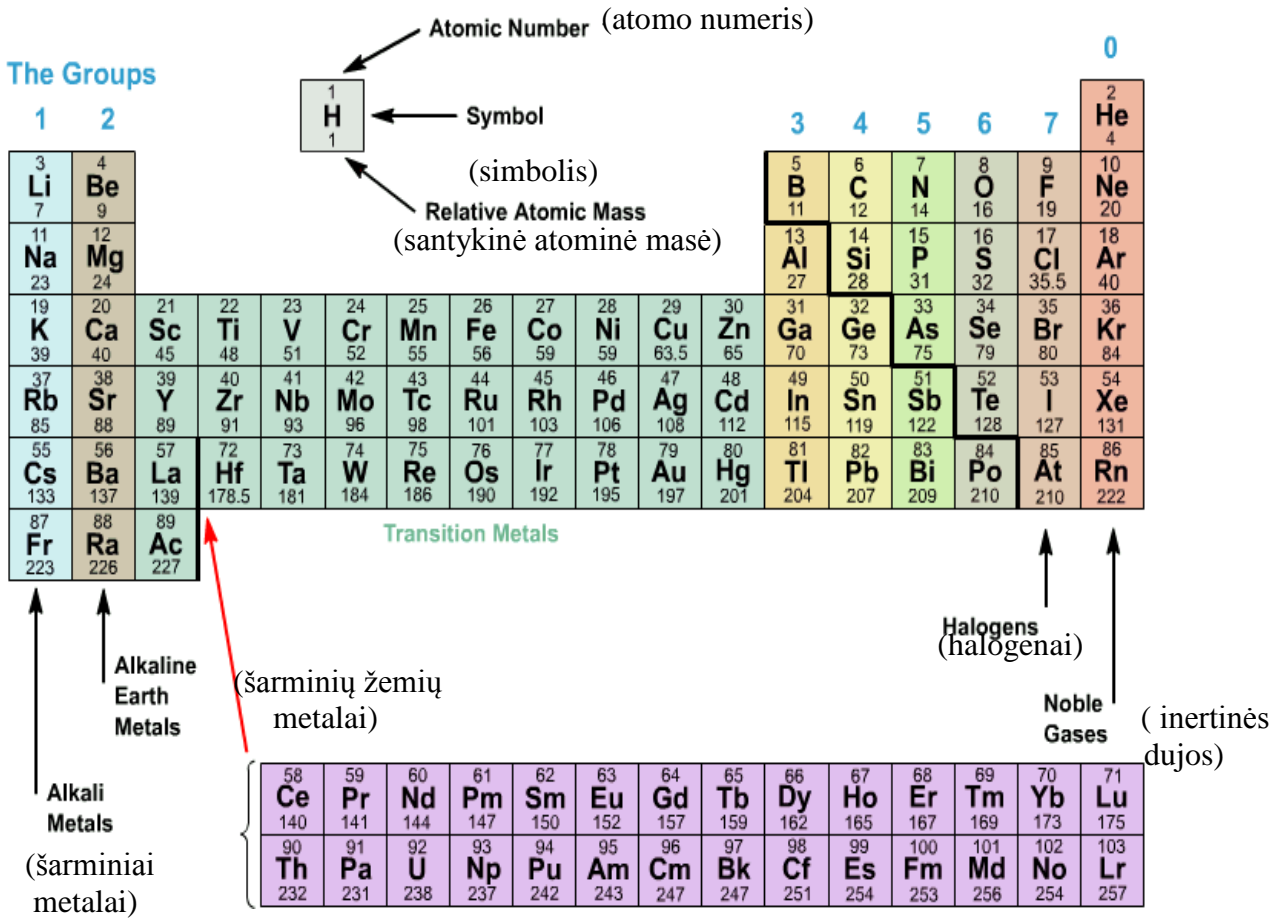 Atomic Number (atomo numeris)
0
The Groups
1 2
1
H
1
Symbol
(simbolis)
Relative Atomic Mass
(santykinė atominė masė)
3 4 5 6 7
2
He
4
3 4 5 6 7 8 9 10
Li Be B C N O F Ne
7 9 11 12 14 16 19 20
11 12 13 14 15 16 17 18
Na Mg Al Si P S Cl Ar
23 24 27 28 31 32 35.5 40
19 20 21 22 23 24 25 26 27 28 29 30 31 32 33 34 35 36
K Ca Sc Ti V Cr Mn Fe Co Ni Cu Zn Ga Ge As Se Br Kr
39 40 45 48 51 52 55 56 59 59 63.5 65 70 73 75 79 80 84
37 38 39 40 41 42 43 44 45 46 47 48 49 50 51 52 53 54
Rb Sr Y Zr Nb Mo Tc Ru Rh Pd Ag Cd In Sn Sb Te I Xe
85 88 89 91 93 96 98 101 103 106 108 112 115 119 122 128 127 131
55 56 57 72 73 74 75 76 77 78 79 80 81 82 83 84 85 86
Cs Ba La Hf Ta W Re Os Ir Pt Au Hg Tl Pb Bi Po At Rn
133 137 139 178.5 181 184 186 190 192 195 197 201 204 207 209 210 210 222
87 88 89
Fr Ra Ac
223 226 227
Transition Metals
Halogens
(halogenai)
Alkaline
Earth
Metals
(šarminių žemių
metalai)
Noble
Gases
( inertinės
dujos)
Alkali
Metals
(šarminiai
metalai)
58 59 60 61 62 63 64 65 66 67 68 69 70 71
Ce Pr Nd Pm Sm Eu Gd Tb Dy Ho Er Tm Yb Lu
140 141 144 147 150 152 157 159 162 165 167 169 173 175
90 91 92 93 94 95 96 97 98 99 100 101 102 103
Th Pa U Np Pu Am Cm Bk Cf Es Fm Md No Lr
232 231 238 237 242 243 247 247 251 254 253 256 254 257